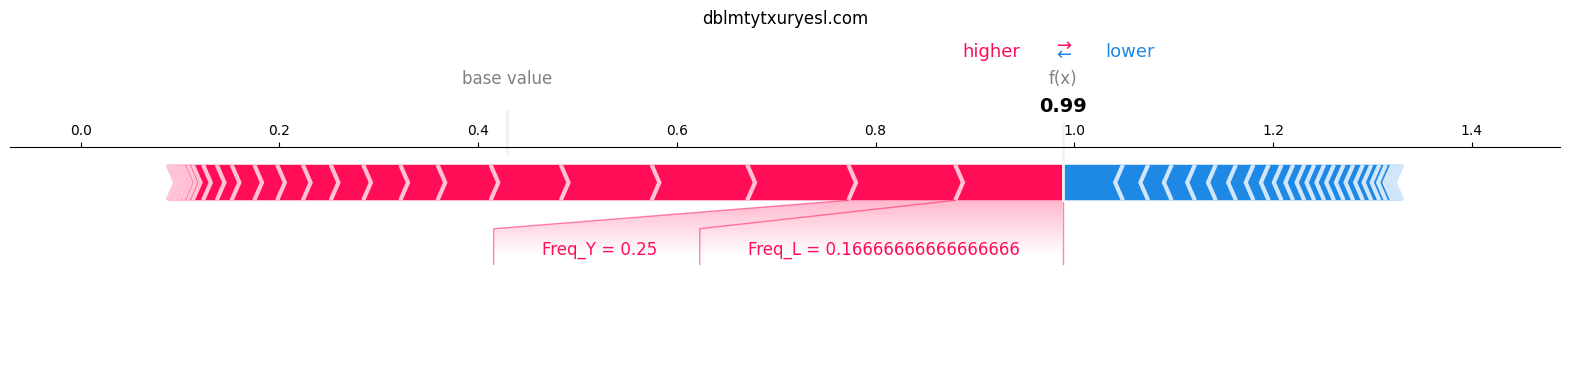 dblmtytxuryesl.com
higher ⇄ lower
base value f(x)
0.99
0.0 0.2 0.4 0.6 0.8 1.0 1.2 1.4
Freq_Y = 0.25 Freq_L = 0.16666666666666666